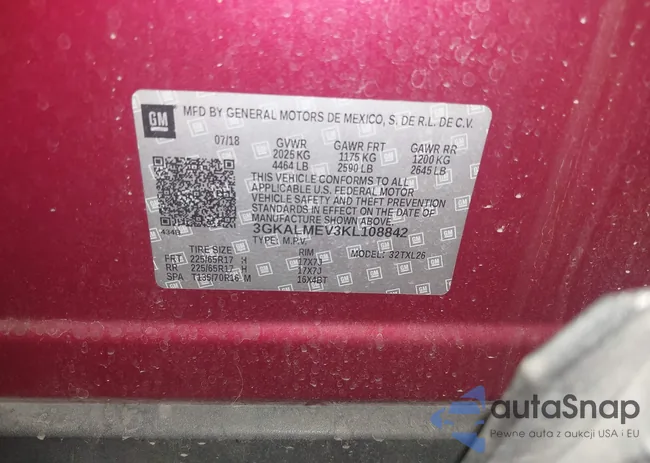 GM
MFD BY GENERAL MOTORS DE MEXICO, S. DE R.L. DE C.V.
07/18 GVWR GAWR FRT GAWR RR
2025 KG 1175 KG 1200 KG
4464 LB 2590 LB 2645 LB
THIS VEHICLE CONFORMS TO ALL
APPLICABLE U.S. FEDERAL MOTOR
VEHICLE SAFETY AND THEFT PREVENTION
STANDARDS IN EFFECT ON THE DATE OF
MANUFACTURE SHOWN ABOVE.
3GKALMEV3KL108842
TYPE: M.P.V. MODEL: 32TXL26
TIRE SIZE RIM
FRT 225/65R17 H 17X7J
RR 225/65R17 H 17X7J
SPA T135/70R16 M 16X4BT
autaSnap
Pewne auta z aukcji USA i EU